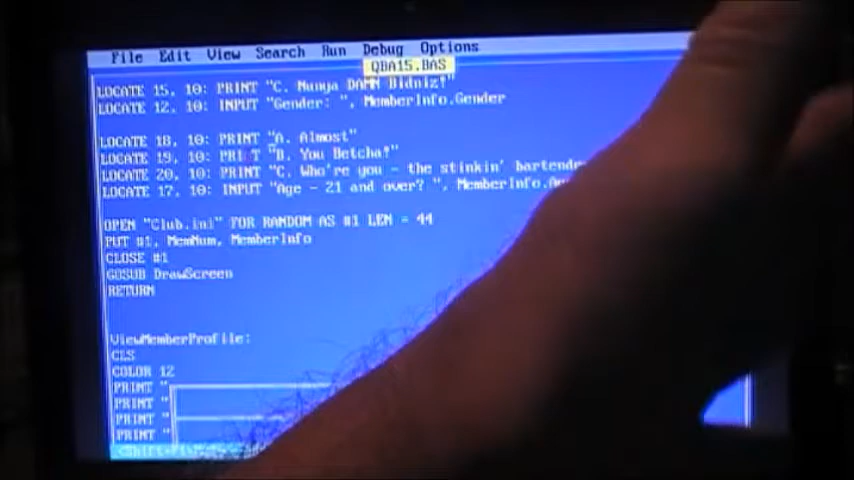 File Edit View Search Run Debug Options
QBA15.BAS
LOCATE 15, 10: PRINT "C. Munya DAMN Bidniz!"
LOCATE 12, 10: INPUT "Gender: ", MemberInfo.Gender
LOCATE 18, 10: PRINT "A. Almost"
LOCATE 19, 10: PRINT "B. You Betcha!"
LOCATE 20, 10: PRINT "C. Who're you - the stinkin' bartende
LOCATE 17, 10: INPUT "Age - 21 and over? ", MemberInfo.A
OPEN "Club.ini" FOR RANDOM AS #1 LEN = 44
PUT #1, MemNum, MemberInfo
CLOSE #1
GOSUB DrawScreen
RETURN
ViewMemberProfile:
CLS
COLOR 12
PRINT "
PRINT "
PRINT "
PRINT "